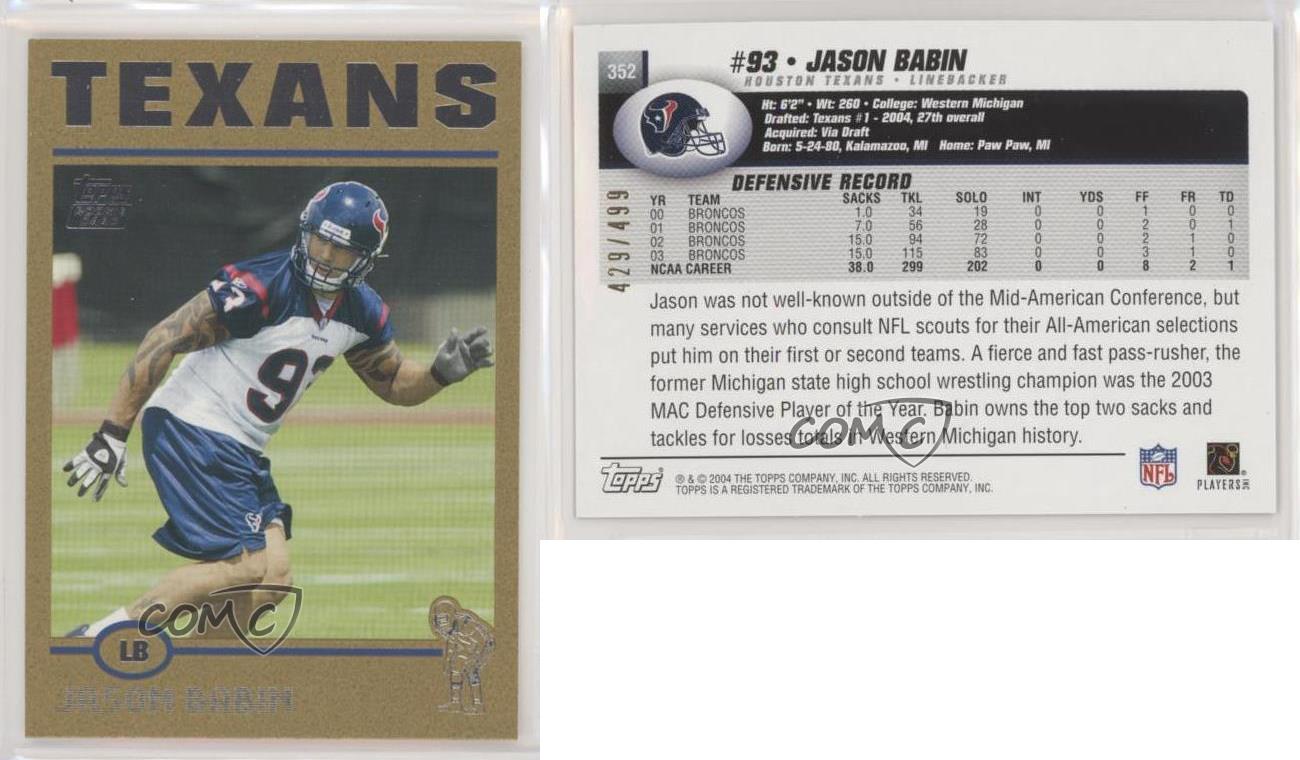 TEXANS
Topps
ROOKIE
CARD
93
93
COMC
LB
JASON BABIN
352
#93 • JASON BABIN
HOUSTON TEXANS • LINEBACKER
Ht: 6'2" • Wt: 260 • College: Western Michigan
Drafted: Texans #1 - 2004, 27th overall
Acquired: Via Draft
Born: 5-24-80, Kalamazoo, MI Home: Paw Paw, MI
DEFENSIVE RECORD
YR TEAM SACKS TKL SOLO INT YDS FF FR TD
00 BRONCOS 1.0 34 19 0 0 1 0 0
01 BRONCOS 7.0 56 28 0 0 2 0 1
02 BRONCOS 15.0 94 72 0 0 2 1 0
03 BRONCOS 15.0 115 83 0 0 3 1 0
NCAA CAREER 38.0 299 202 0 0 8 2 1
429/499
Jason was not well-known outside of the Mid-American Conference, but
many services who consult NFL scouts for their All-American selections
put him on their first or second teams. A fierce and fast pass-rusher, the
former Michigan state high school wrestling champion was the 2003
MAC Defensive Player of the Year. Babin owns the top two sacks and
tackles for losses totals in Western Michigan history.
COMC
Topps
® & © 2004 THE TOPPS COMPANY, INC. ALL RIGHTS RESERVED.
TOPPS IS A REGISTERED TRADEMARK OF THE TOPPS COMPANY, INC.
NFL
PLAYERS INC